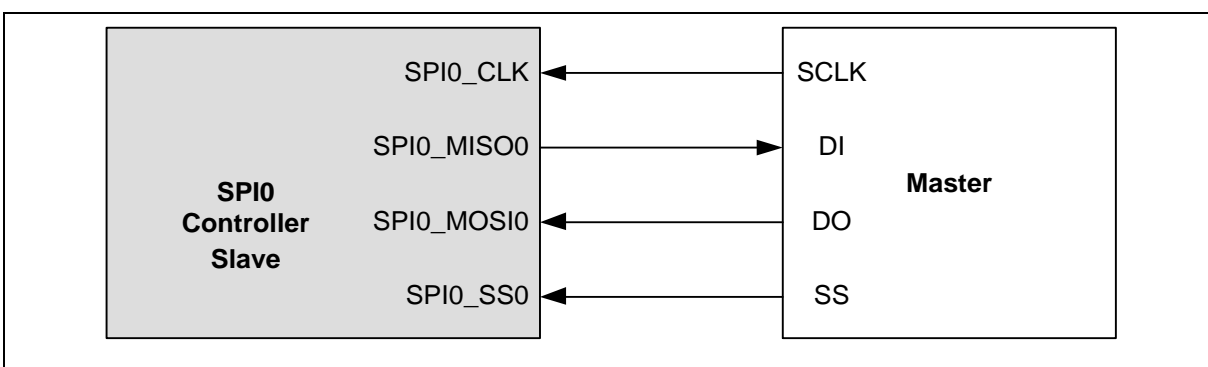 SPI0_CLK
SCLK
SPI0_MISO0
DI
SPI0
Controller
Slave
Master
SPI0_MOSI0
DO
SPI0_SS0
SS